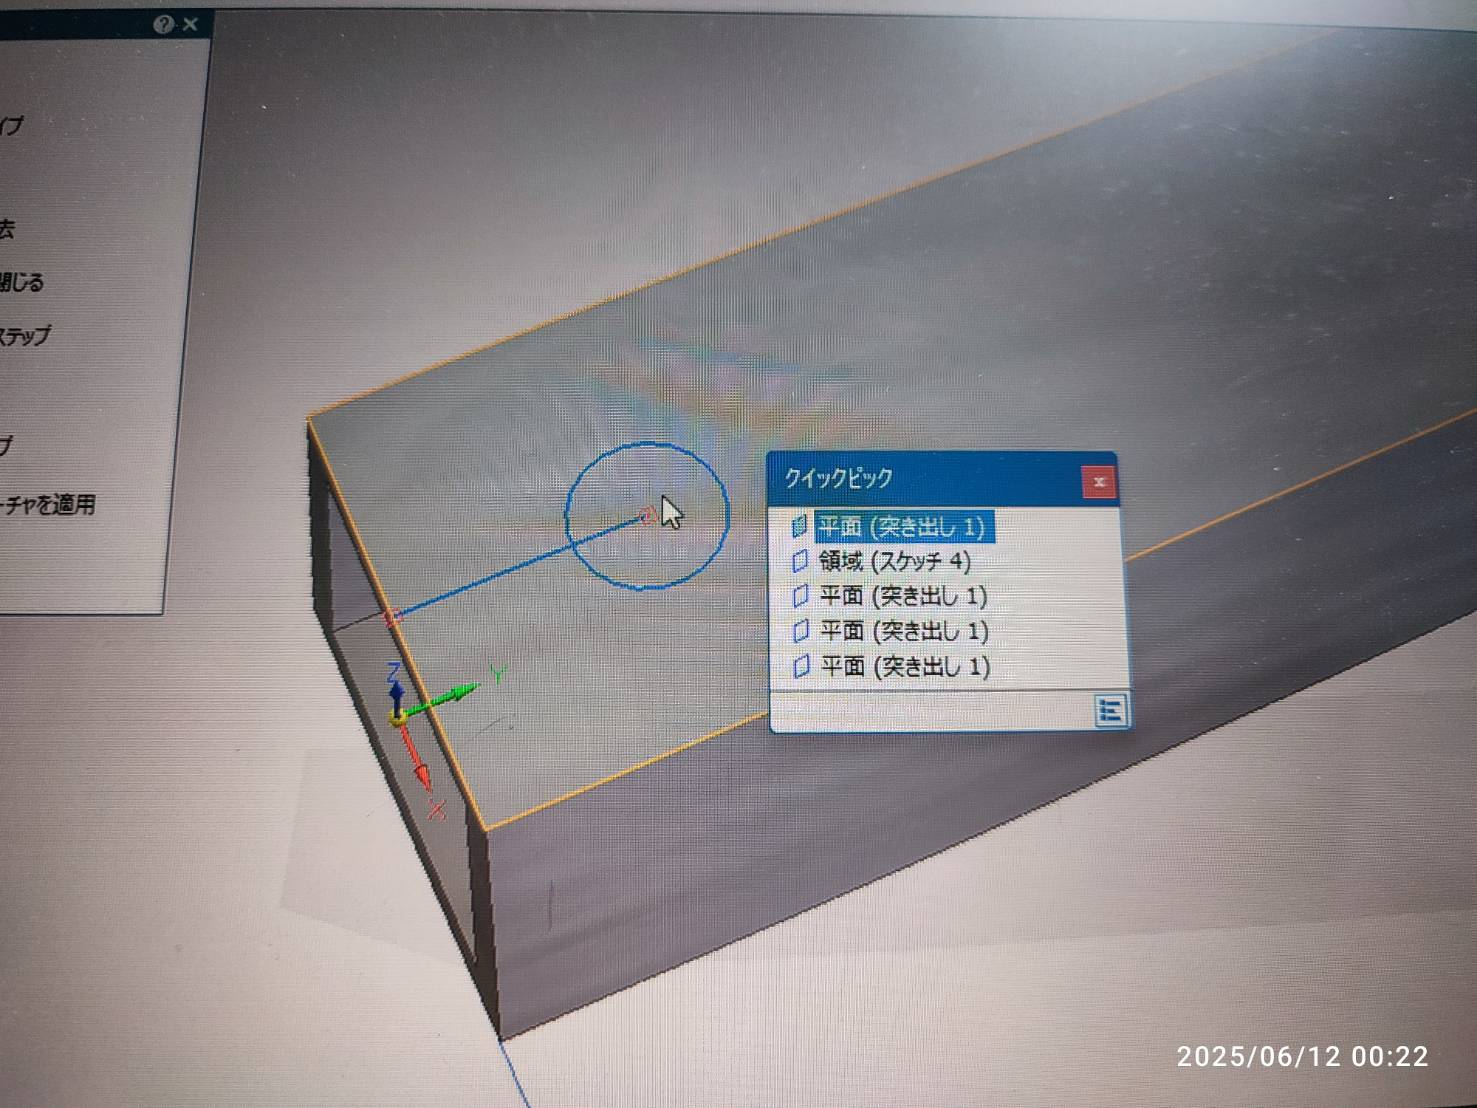 イプ
去
閉じる
ステップ
プ
ーチャを適用
クイックピック
平面 (突き出し 1)
領域 (スケッチ 4)
平面 (突き出し 1)
平面 (突き出し 1)
平面 (突き出し 1)
Z
Y
X
2025/06/12 00:22